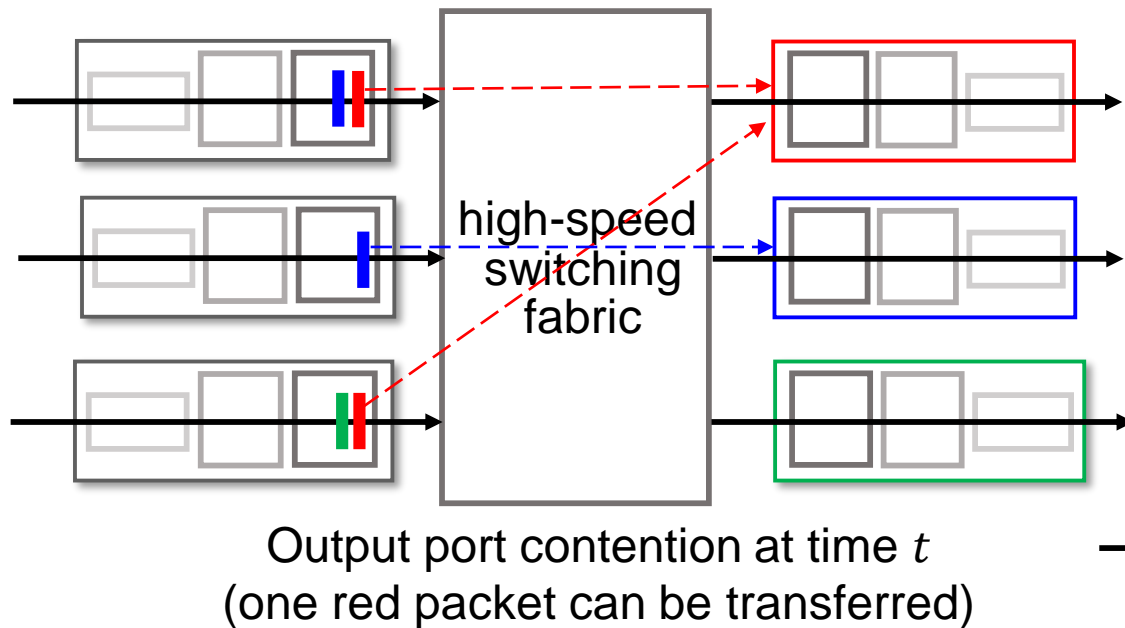 high-speed
switching
fabric
Output port contention at time t
(one red packet can be transferred)